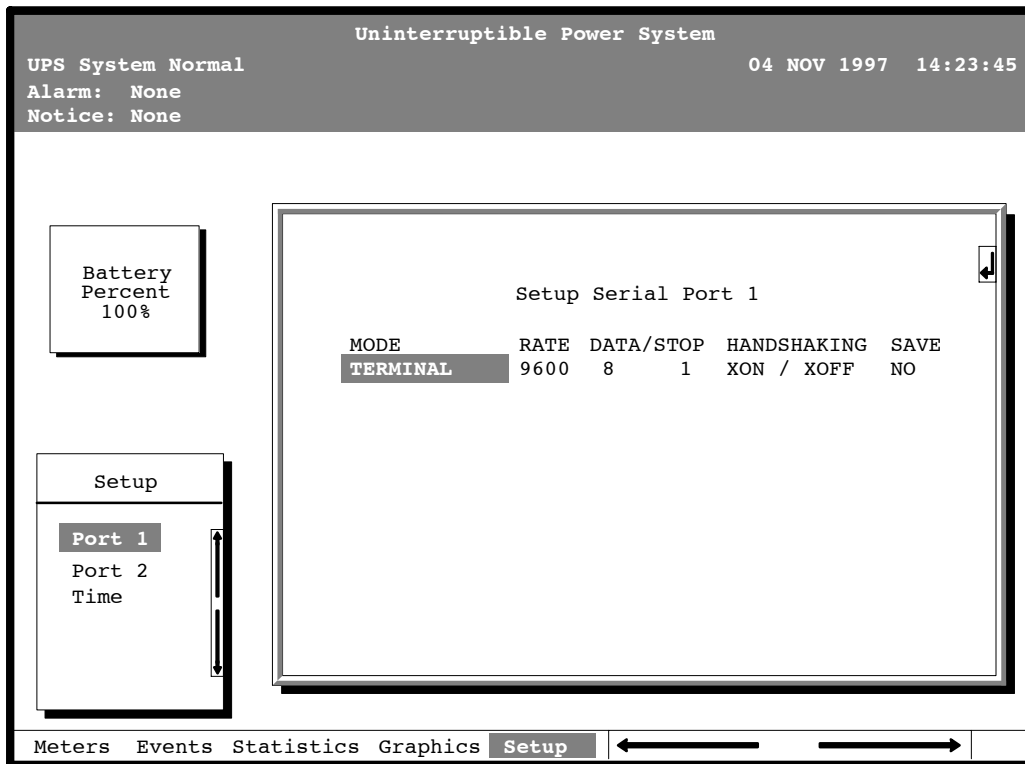 Uninterruptible Power System
UPS System Normal 04 NOV 1997 14:23:45
Alarm: None
Notice: None
Battery
Percent
100%
Setup Serial Port 1
MODE RATE DATA/STOP HANDSHAKING SAVE
TERMINAL 9600 8 1 XON / XOFF NO
Setup
Port 1
Port 2
Time
Meters Events Statistics Graphics Setup